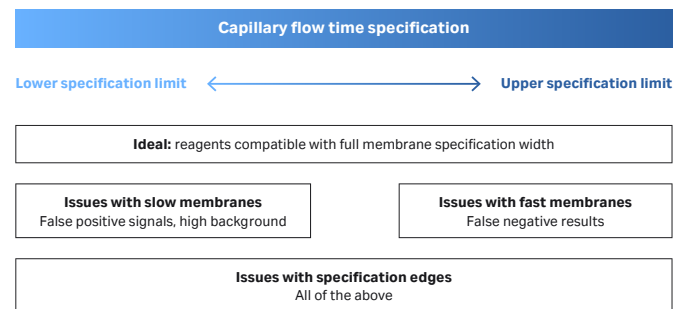 Capillary flow time specification
Lower specification limit
Upper specification limit
Ideal: reagents compatible with full membrane specification width
Issues with slow membranes
False positive signals, high background
Issues with fast membranes
False negative results
Issues with specification edges
All of the above